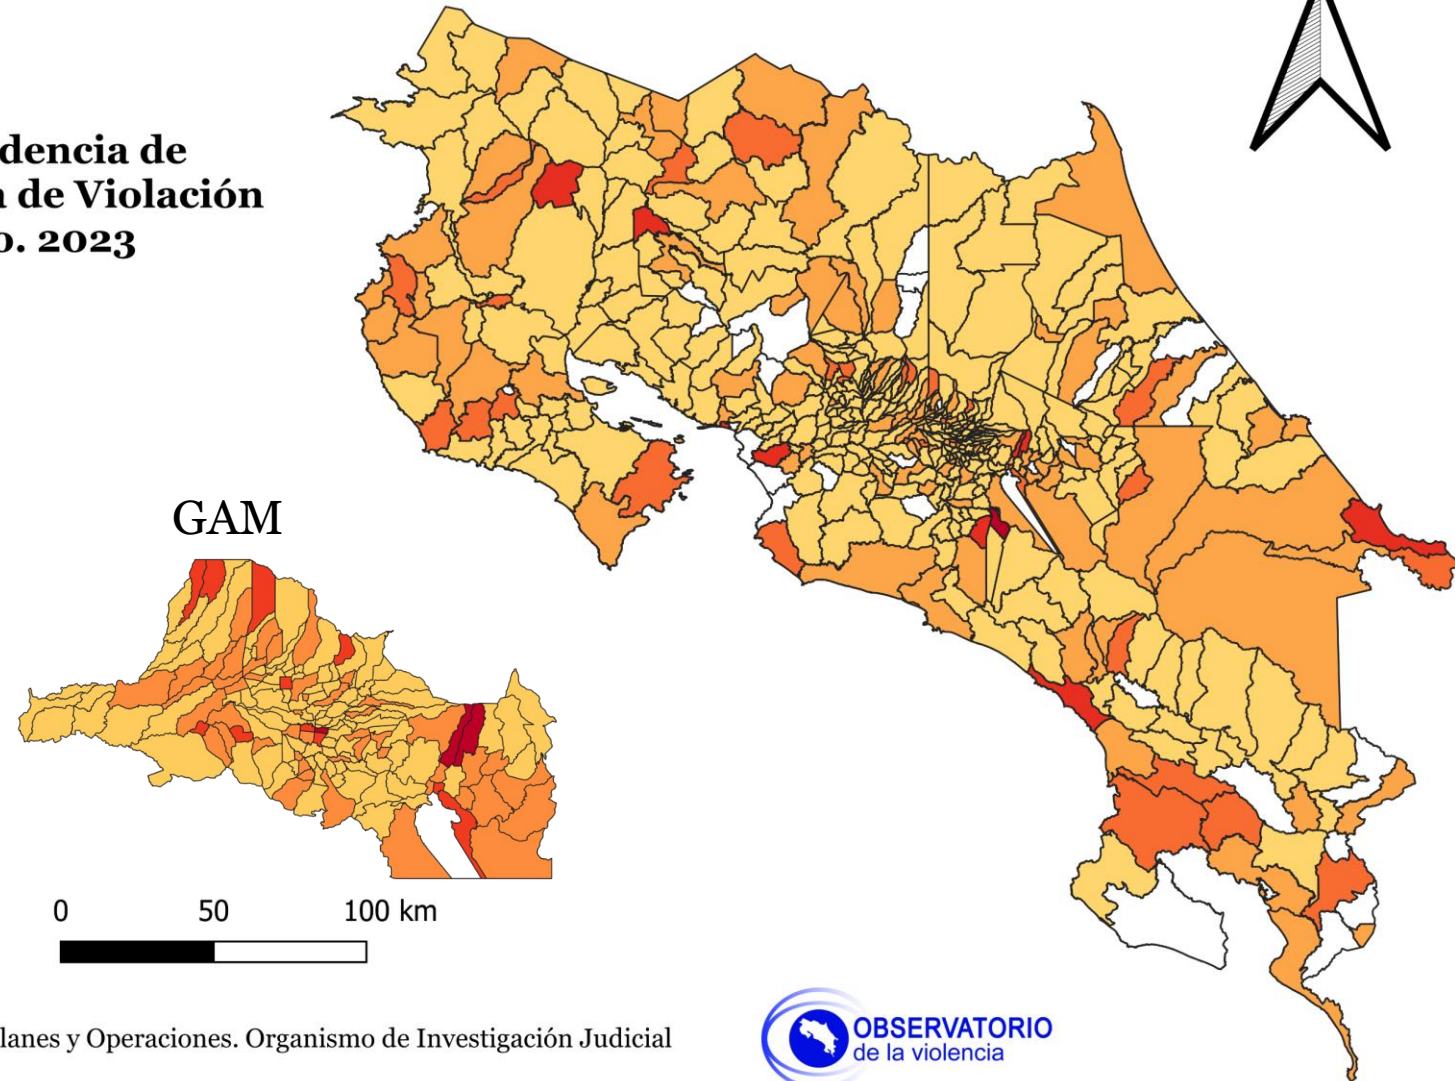 dencia de
de Violación
o. 2023
GAM
0 50 100 km
lanes y Operaciones. Organismo de Investigación Judicial
OBSERVATORIO
de la violencia